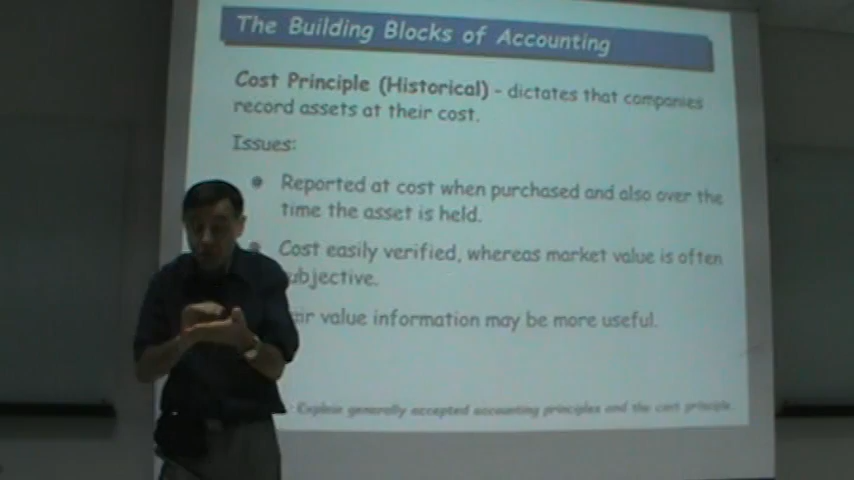 The Building Blocks of Accounting
Cost Principle (Historical) - dictates that companies
record assets at their cost.
Issues:
Reported at cost when purchased and also over the
time the asset is held.
Cost easily verified, whereas market value is often
ubjective.
ir value information may be more useful.
: Explain generally accepted accounting principles and the cost principle.